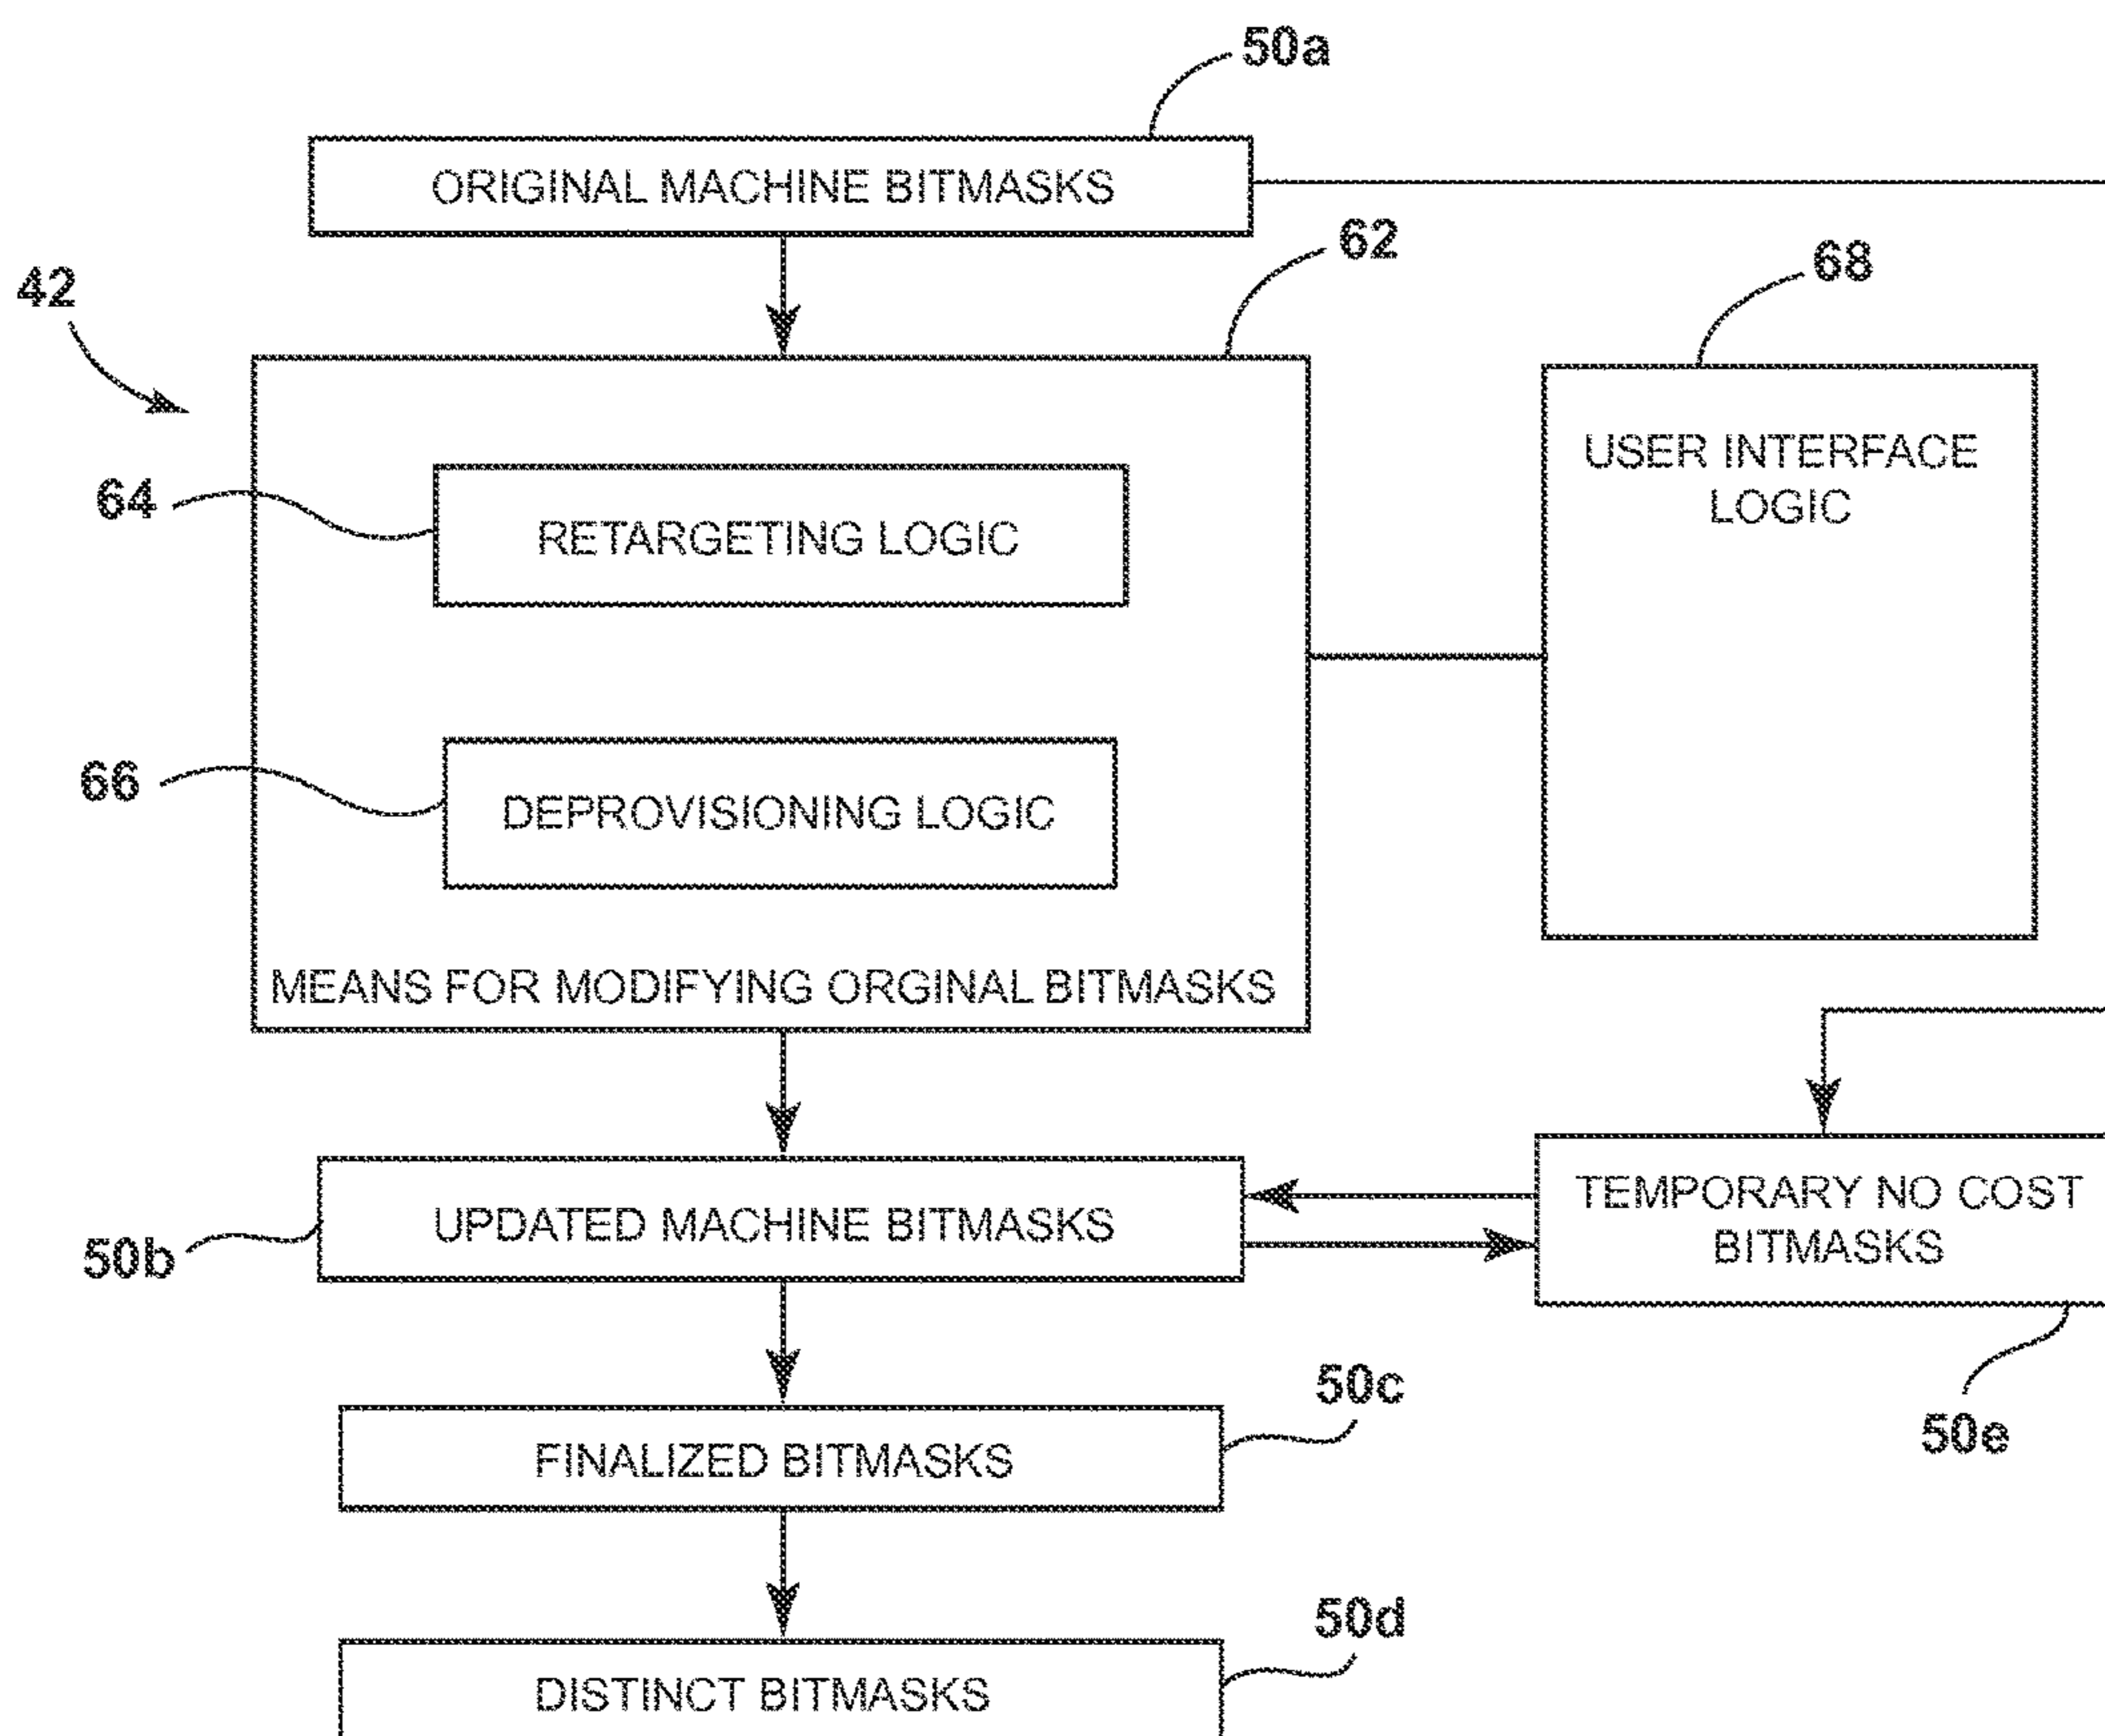 50a
ORIGINAL MACHINE BITMASKS
62
68
42
USER INTERFACE
LOGIC
64
RETARGETING LOGIC
66
DEPROVISIONING LOGIC
MEANS FOR MODIFYING ORGINAL BITMASKS
TEMPORARY NO COST
BITMASKS
UPDATED MACHINE BITMASKS
50b
50c
50e
FINALIZED BITMASKS
50d
DISTINCT BITMASKS